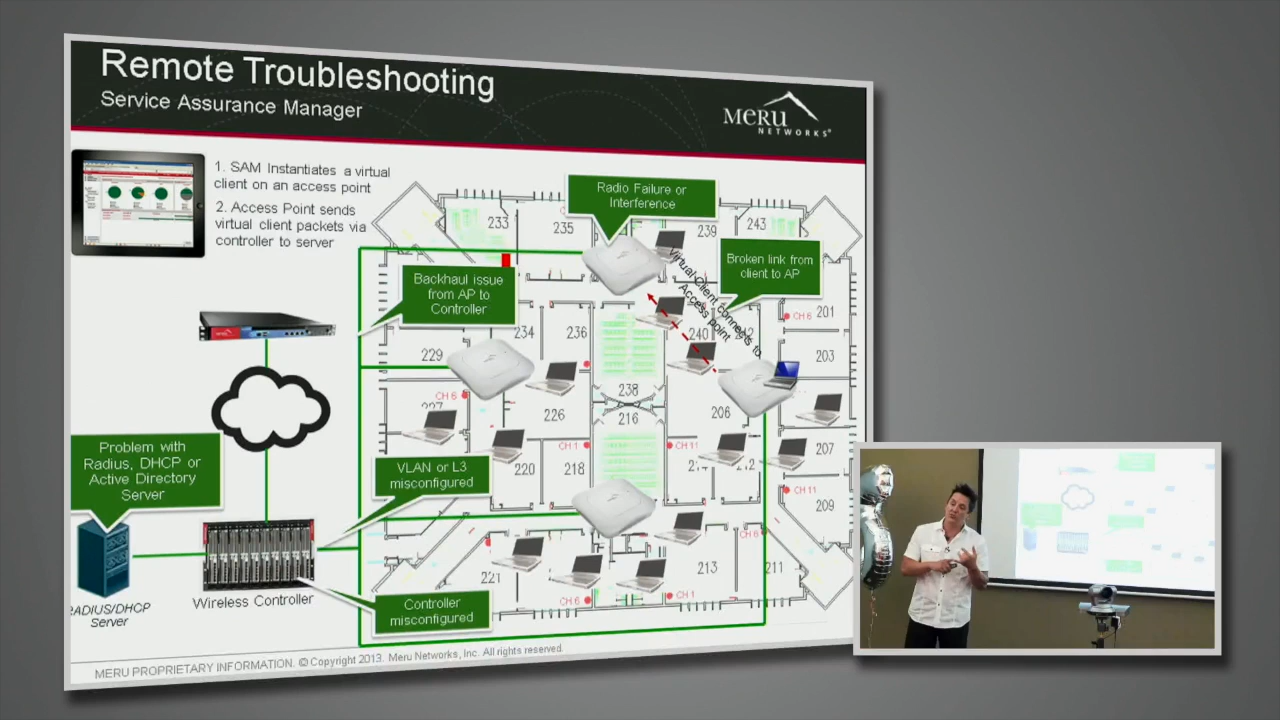 Remote Troubleshooting
Service Assurance Manager
MERU
NETWORKS
1. SAM Instantiates a virtual
client on an access point
2. Access Point sends
virtual client packets via
controller to server
Radio Failure or
Interference
Broken link from
client to AP
Backhaul issue
from AP to
Controller
Virtual Client connects to
Access point
Problem with
Radius, DHCP or
Active Directory
Server
VLAN or L3
misconfigured
Controller
misconfigured
RADIUS/DHCP
Server
Wireless Controller
233
235
239
243
234
236
240
201
CH 6
229
203
238
CH 6
226
216
206
CH 1
CH 11
220
218
207
CH 11
209
CH 6
221
213
211
CH 6
CH 1
MERU PROPRIETARY INFORMATION. © Copyright 2013. Meru Networks, Inc. All rights reserved.